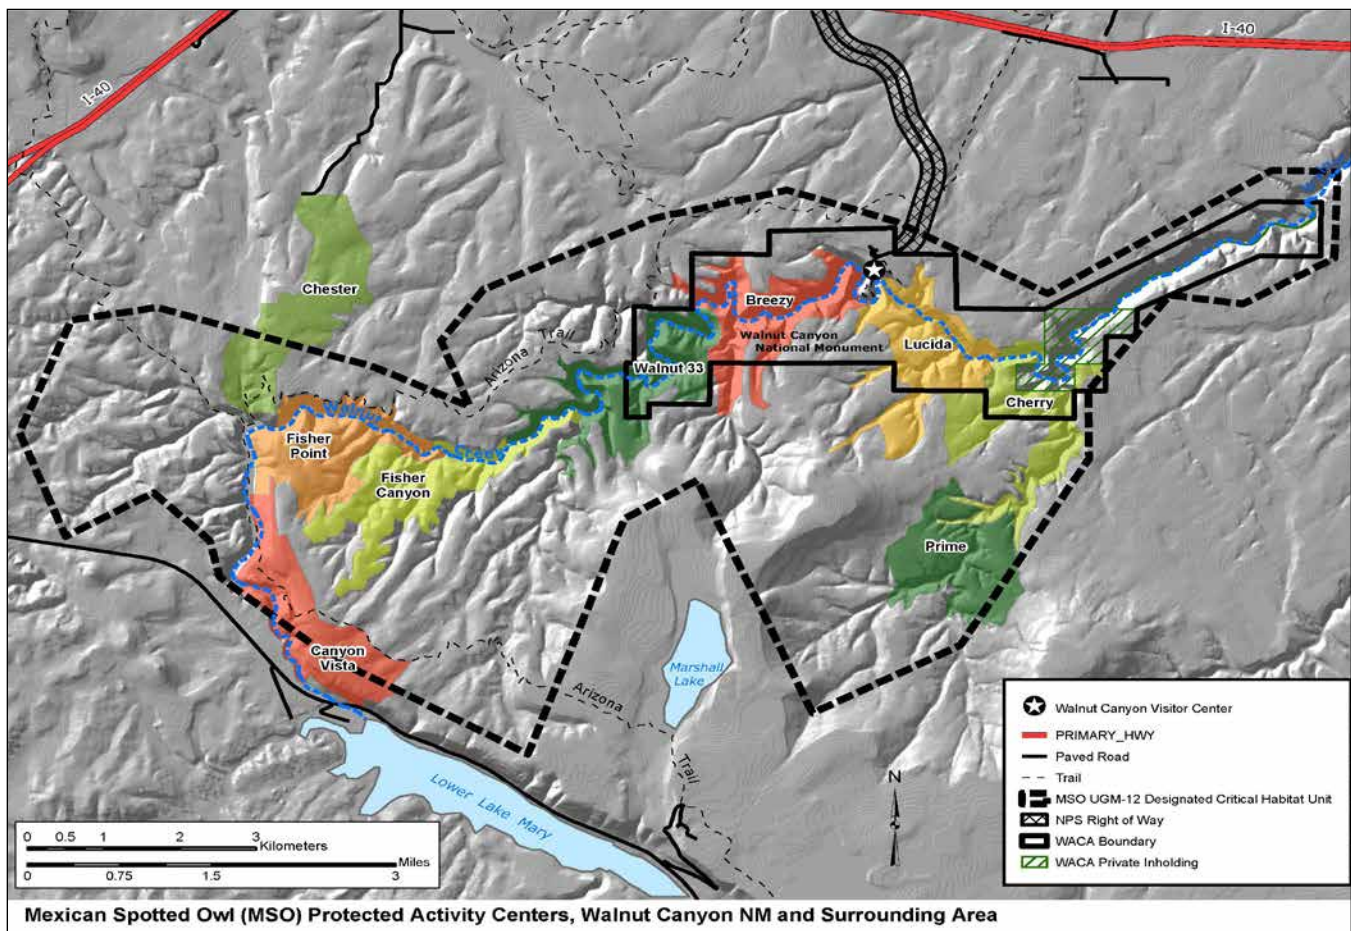 I-40
I-40
Chester
Arizona Trail
Breezy
Walnut Canyon
National Monument
Lucida
Walnut 33
Cherry
Walnut
Creek
Fisher
Point
Fisher
Canyon
Prime
Canyon
Vista
Marshall
Lake
Arizona
Trail
Lower Lake Mary
N
Walnut Canyon Visitor Center
PRIMARY_HWY
Paved Road
Trail
MSO UGM-12 Designated Critical Habitat Unit
NPS Right of Way
WACA Boundary
WACA Private Inholding
0 0.5 1 2 3
Kilometers
Miles
0 0.75 1.5 3
Mexican Spotted Owl (MSO) Protected Activity Centers, Walnut Canyon NM and Surrounding Area